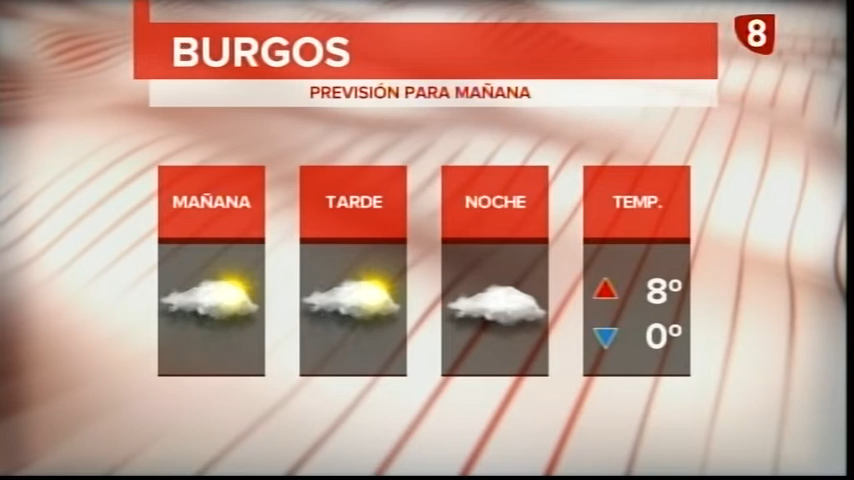 BURGOS
8
PREVISIÓN PARA MAÑANA
MAÑANA
TARDE
NOCHE
TEMP.
8º
0º